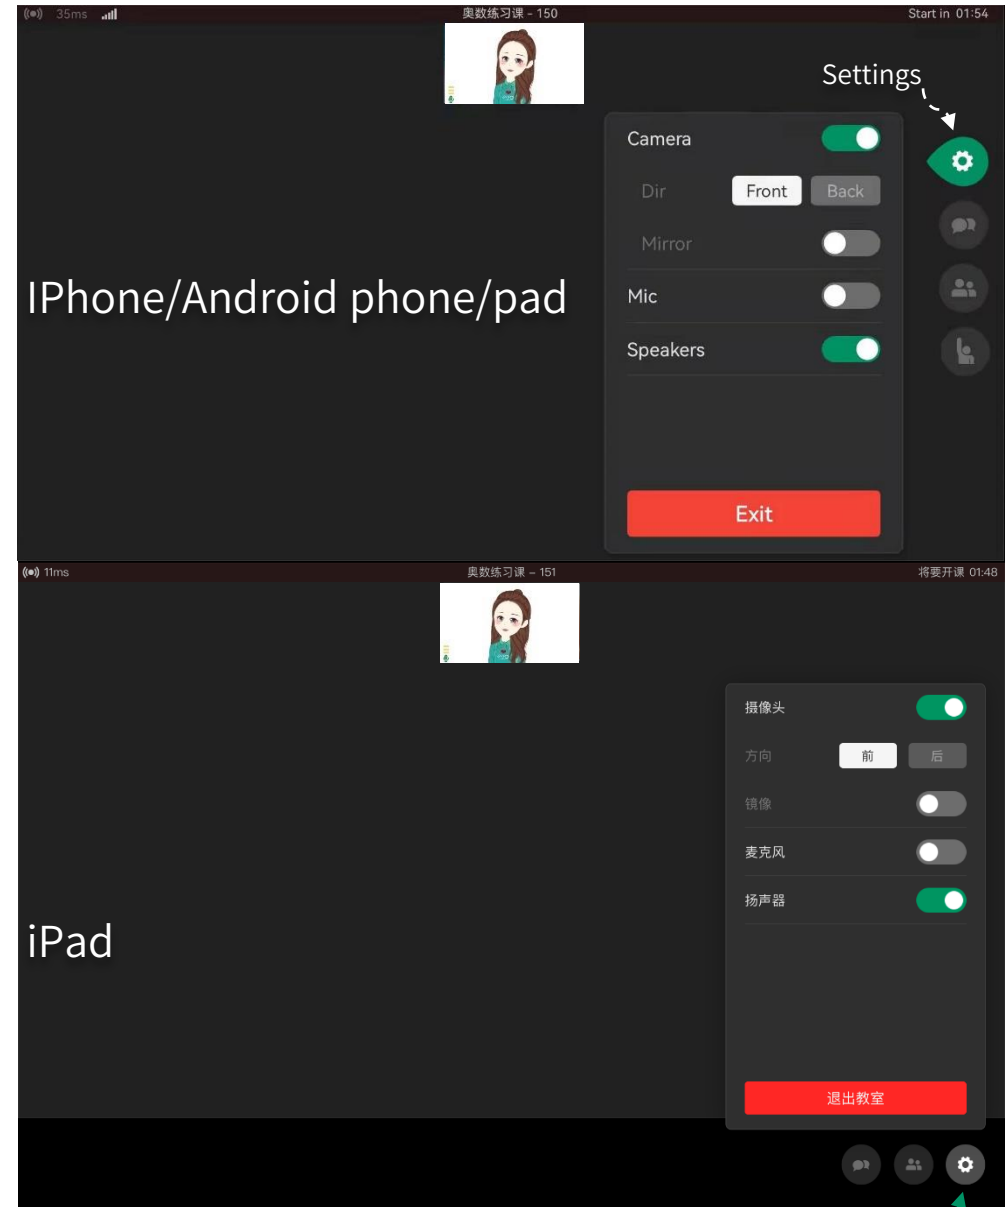 35ms
奥数练习课 - 150
Start in 01:54
Settings
Camera
Dir Front Back
Mirror
IPhone/Android phone/pad
Mic
Speakers
Exit
11ms
奥数练习课 – 151
将要开课 01:48
摄像头
方向 前 后
镜像
麦克风
扬声器
iPad
退出教室